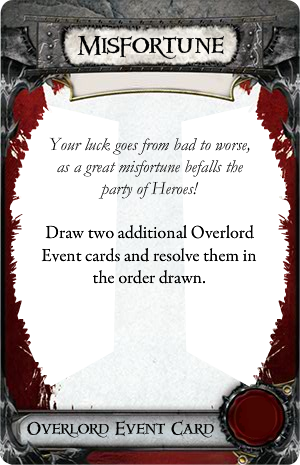 Misfortune
Your luck goes from bad to worse,
as a great misfortune befalls the
party of Heroes!
Draw two additional Overlord
Event cards and resolve them in
the order drawn.
Overlord Event Card